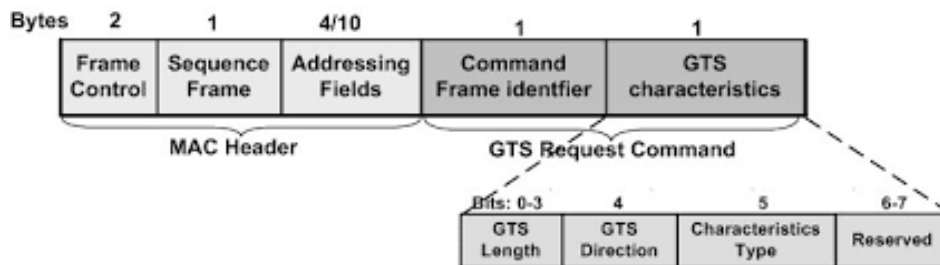 Bytes 2 1 4/10 1 1
Frame Control Sequence Frame Addressing Fields Command Frame identfier GTS characteristics
MAC Header GTS Request Command
Bits: 0-3 4 5 6-7
GTS Length GTS Direction Characteristics Type Reserved